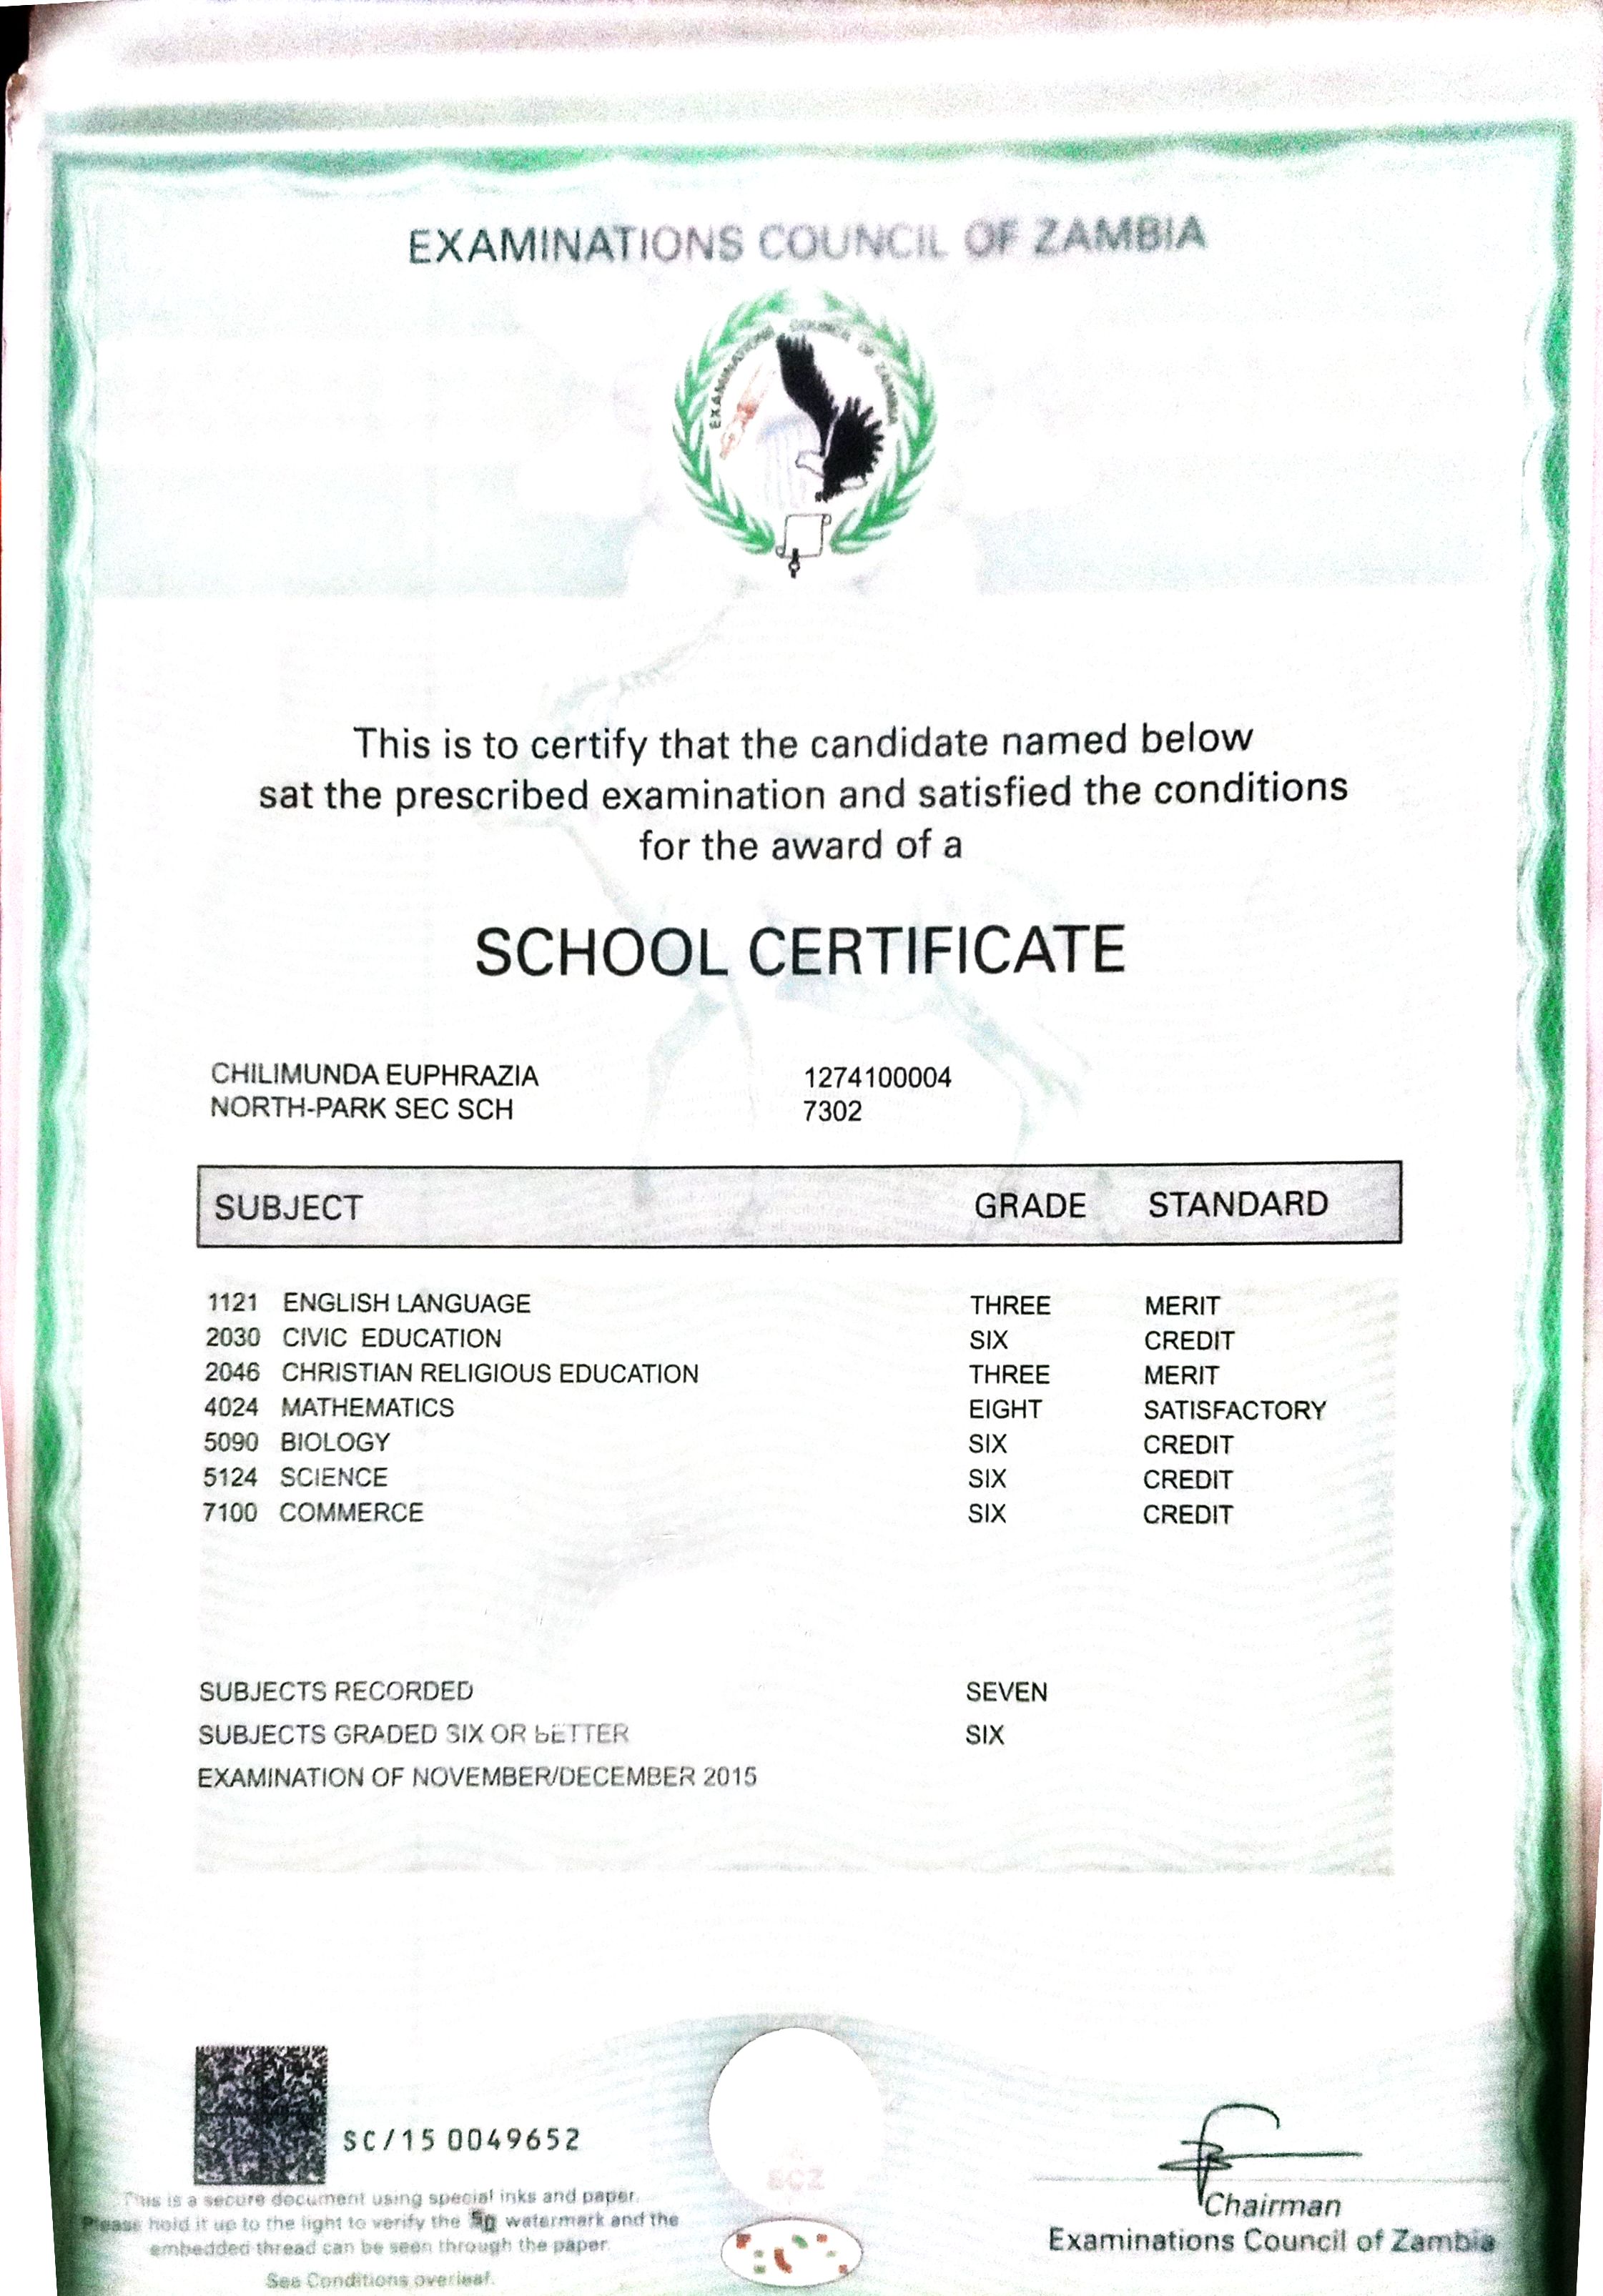 EXAMINATIONS COUNCIL OF ZAMBIA
EXAMINATIONS COUNCIL OF ZAMBIA
This is to certify that the candidate named below
sat the prescribed examination and satisfied the conditions
for the award of a
SCHOOL CERTIFICATE
CHILIMUNDA EUPHRAZIA 1274100004
NORTH-PARK SEC SCH 7302
SUBJECT GRADE STANDARD
1121 ENGLISH LANGUAGE THREE MERIT
2030 CIVIC EDUCATION SIX CREDIT
2046 CHRISTIAN RELIGIOUS EDUCATION THREE MERIT
4024 MATHEMATICS EIGHT SATISFACTORY
5090 BIOLOGY SIX CREDIT
5124 SCIENCE SIX CREDIT
7100 COMMERCE SIX CREDIT
SUBJECTS RECORDED SEVEN
SUBJECTS GRADED SIX OR BETTER SIX
EXAMINATION OF NOVEMBER/DECEMBER 2015
SC/15 0049652
This is a secure document using special inks and paper.
Please hold it up to the light to verify the watermark and the
embedded thread can be seen through the paper.
See Conditions overleaf.
ECZ
Chairman
Examinations Council of Zambia